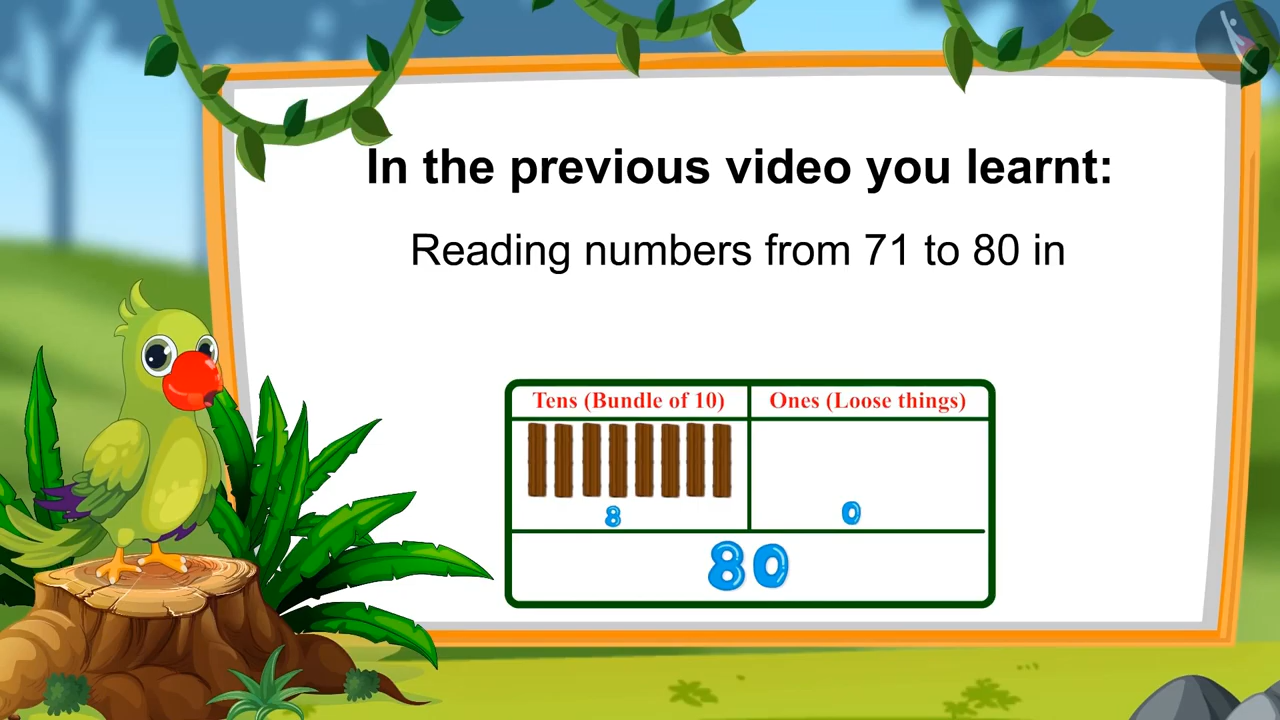 In the previous video you learnt:
Reading numbers from 71 to 80 in
Tens (Bundle of 10) Ones (Loose things)
8 0
80